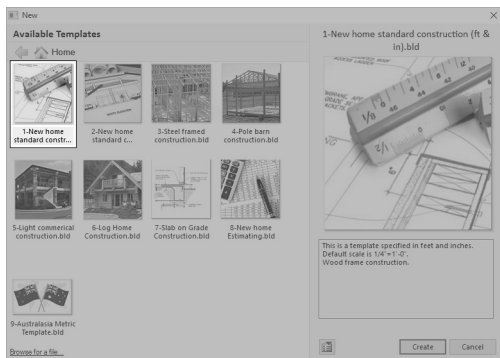 New
Available Templates
Home
1-New home
standard constr...
2-New home
standard c...
3-Steel framed
construction.bld
4-Pole barn
construction.bld
5-Light commerical
construction.bld
6-Log Home
Construction.bld
7-Slab on Grade
Construction.bld
8-New home
Estimating.bld
9-Australasia Metric
Template.bld
Browse for a file...
1-New home standard construction (ft &
in).bld
This is a template specified in feet and inches.
Default scale is 1/4"=1'-0".
Wood frame construction.
Create
Cancel